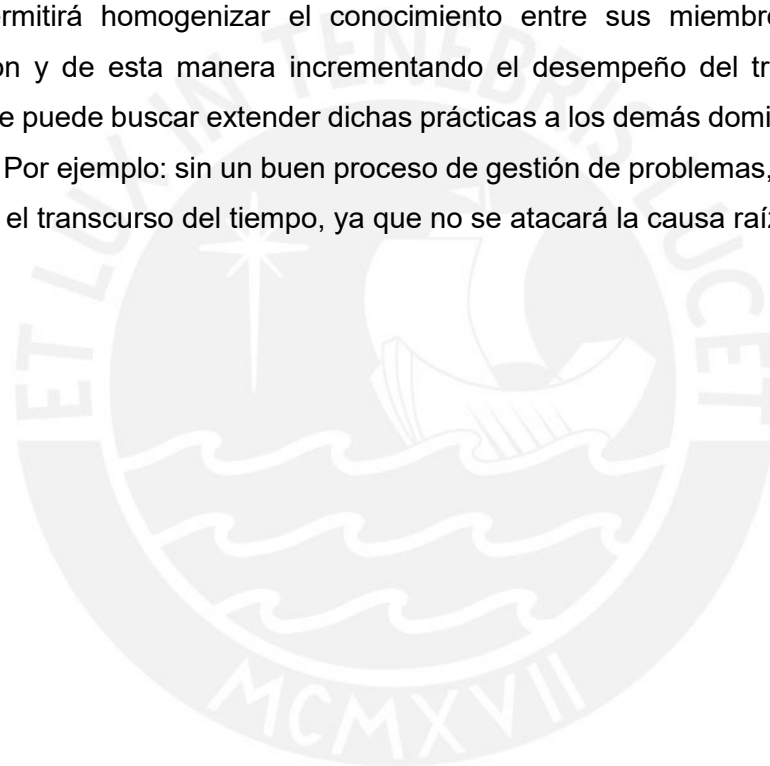 rmitirá homogenizar el conocimiento entre sus miembr
n y de esta manera incrementando el desempeño del tr
e puede buscar extender dichas prácticas a los demás domi
Por ejemplo: sin un buen proceso de gestión de problemas,
el transcurso del tiempo, ya que no se atacará la causa raí
ET LUX IN TENEBRIS LUCET
MCMXVII